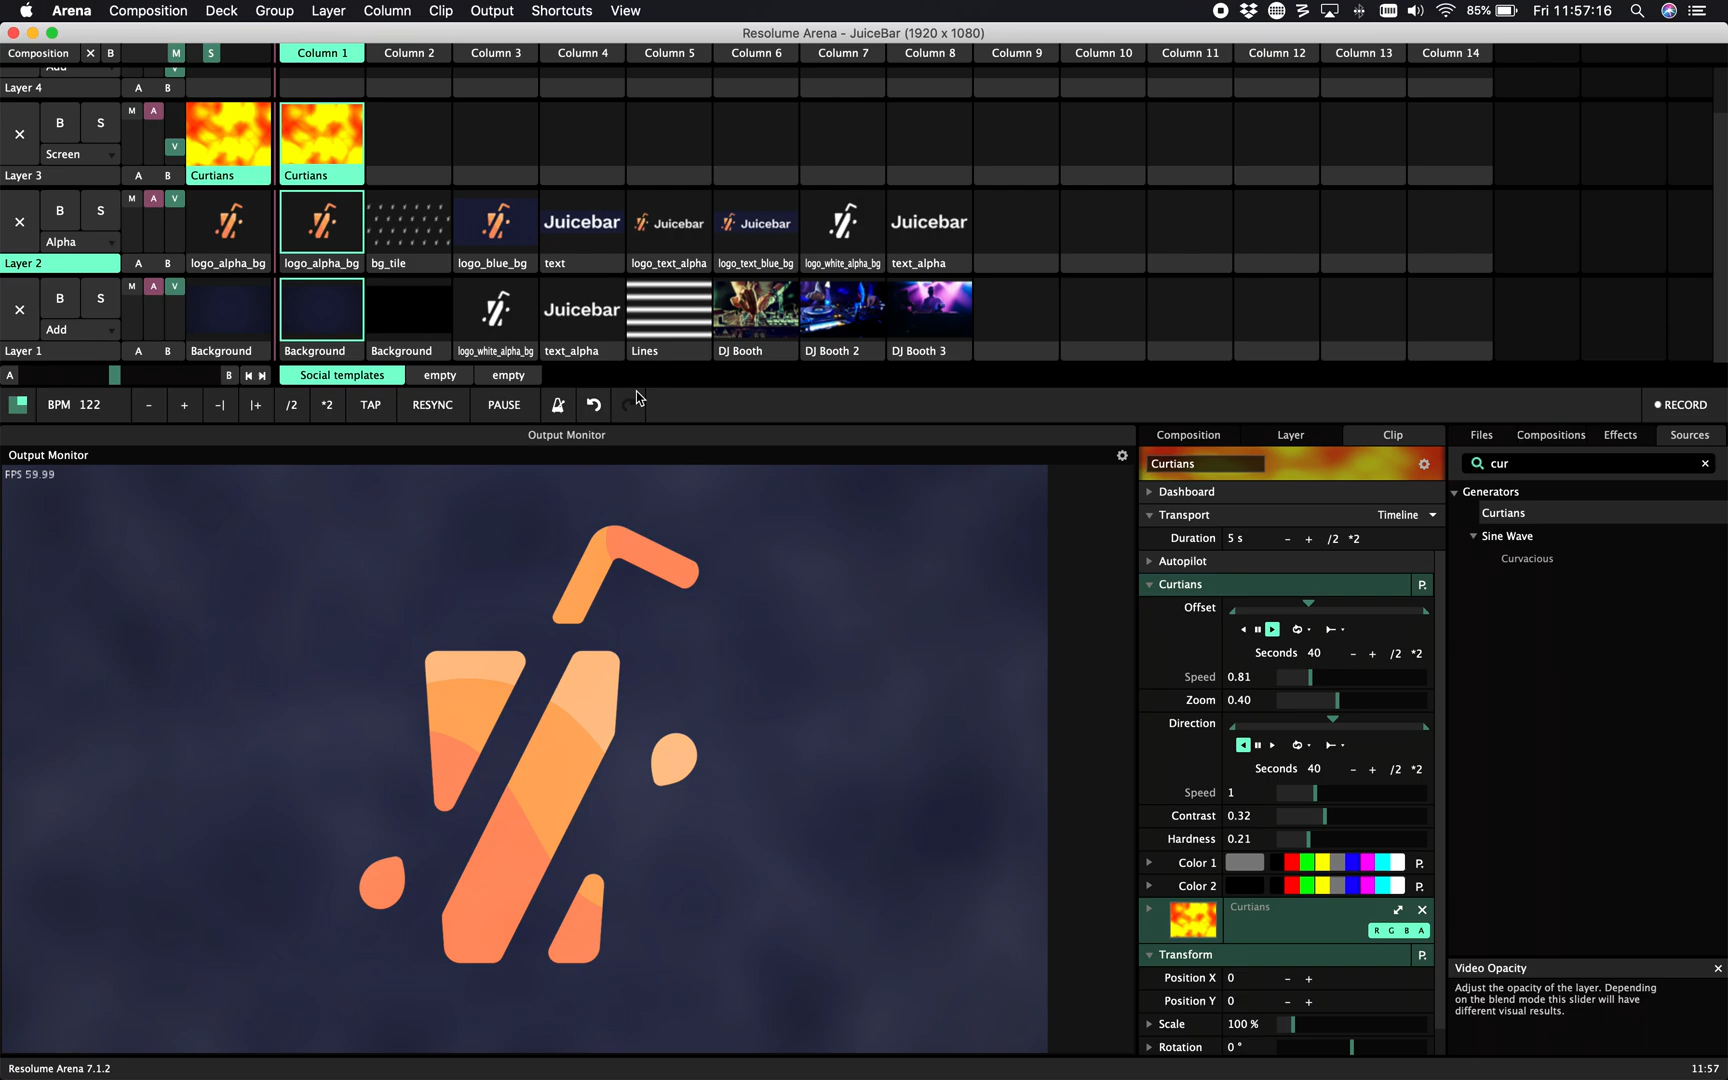 Arena Composition Deck Group Layer Column Clip Output Shortcuts View 85% Fri 11:57:16
Resolume Arena - JuiceBar (1920 x 1080)
Composition X B M S Column 1 Column 2 Column 3 Column 4 Column 5 Column 6 Column 7 Column 8 Column 9 Column 10 Column 11 Column 12 Column 13 Column 14
Add V
Layer 4 A B
B S M A
Screen V
Layer 3 A B Curtians Curtians
B S M A V
Alpha
Juicebar Juicebar Juicebar Juicebar
Layer 2 A B logo_alpha_bg logo_alpha_bg bg_tile logo_blue_bg text logo_text_alpha logo_text_blue_bg logo_white_alpha_bg text_alpha
B S M A V
Add
Juicebar
Layer 1 A B Background Background Background logo_white_alpha_bg text_alpha Lines DJ Booth DJ Booth 2 DJ Booth 3
A B Social templates empty empty
BPM 122 - + -| |+ /2 *2 TAP RESYNC PAUSE RECORD
Output Monitor
Output Monitor
FPS 59.99
Composition Layer Clip
Curtians
Dashboard
Transport Timeline
Duration 5 s - + /2 *2
Autopilot
Curtians P.
Offset
Seconds 40 - + /2 *2
Speed 0.81
Zoom 0.40
Direction
Seconds 40 - + /2 *2
Speed 1
Contrast 0.32
Hardness 0.21
Color 1 P.
Color 2 P.
Curtians
R G B A
Transform P.
Position X 0 - +
Position Y 0 - +
Scale 100 %
Rotation 0 °
Files Compositions Effects Sources
cur
Generators
Curtians
Sine Wave
Curvacious
Video Opacity
Adjust the opacity of the layer. Depending
on the blend mode this slider will have
different visual results.
Resolume Arena 7.1.2 11:57